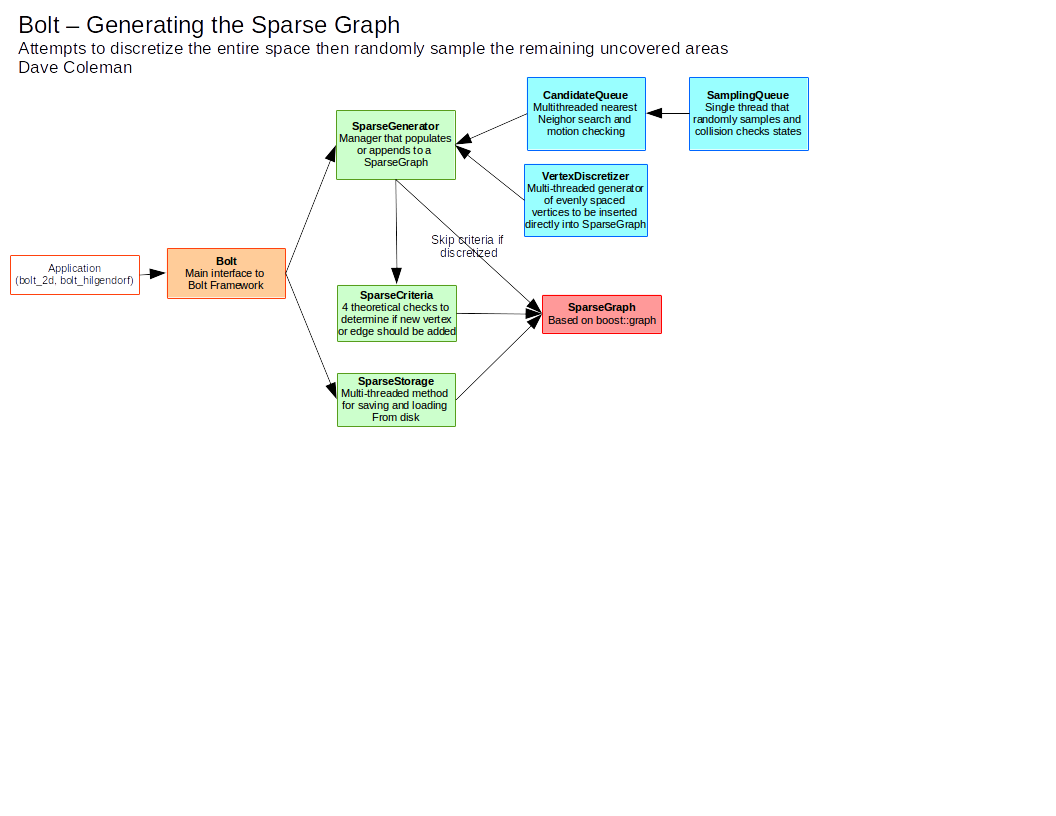 Bolt – Generating the Sparse Graph
Attempts to discretize the entire space then randomly sample the remaining uncovered areas
Dave Coleman
CandidateQueue
Multithreaded nearest
Neighor search and
motion checking
SamplingQueue
Single thread that
randomly samples and
collision checks states
SparseGenerator
Manager that populates
or appends to a
SparseGraph
VertexDiscretizer
Multi-threaded generator
of evenly spaced
vertices to be inserted
directly into SparseGraph
Skip criteria if
discretized
Application
(bolt_2d, bolt_hilgendorf)
Bolt
Main interface to
Bolt Framework
SparseCriteria
4 theoretical checks to
determine if new vertex
or edge should be added
SparseGraph
Based on boost::graph
SparseStorage
Multi-threaded method
for saving and loading
From disk